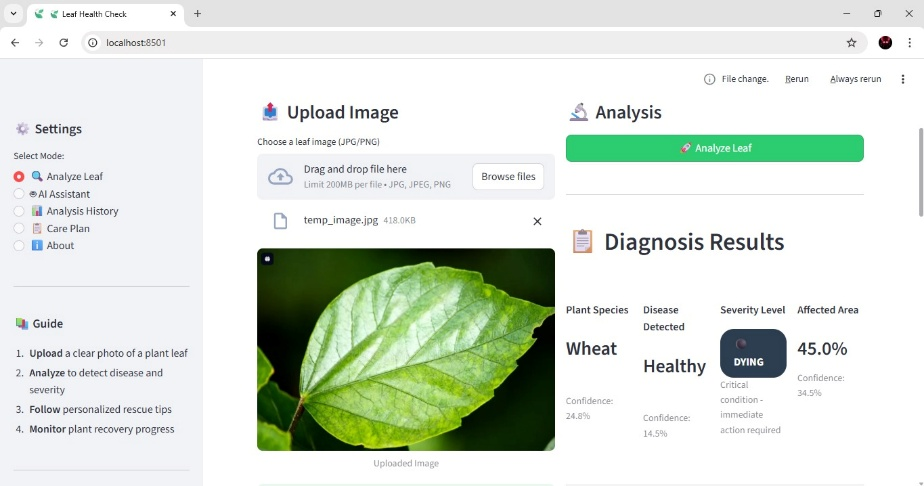 Leaf Health Check
localhost:8501
File change.
Rerun
Always rerun
Settings
Select Mode:
Analyze Leaf
AI Assistant
Analysis History
Care Plan
About
Guide
1. Upload a clear photo of a plant leaf
2. Analyze to detect disease and
severity
3. Follow personalized rescue tips
4. Monitor plant recovery progress
Upload Image
Choose a leaf image (JPG/PNG)
Drag and drop file here
Limit 200MB per file • JPG, JPEG, PNG
Browse files
temp_image.jpg 418.0KB
Uploaded Image
Analysis
Analyze Leaf
Diagnosis Results
Plant Species
Wheat
Confidence:
24.8%
Disease
Detected
Healthy
Confidence:
14.5%
Severity Level
DYING
Critical
condition -
immediate
action required
Affected Area
45.0%
Confidence:
34.5%